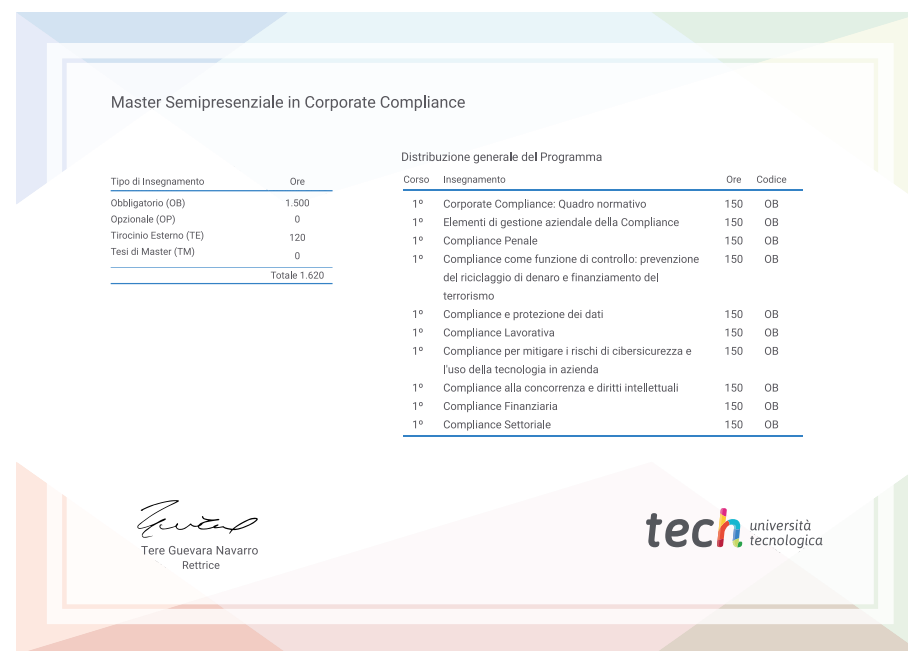 Master Semipresenziale in Corporate Compliance
Tipo di Insegnamento Ore
Obbligatorio (OB) 1.500
Opzionale (OP) 0
Tirocinio Esterno (TE) 120
Tesi di Master (TM) 0
Totale 1.620
Distribuzione generale del Programma
Corso Insegnamento Ore Codice
1º Corporate Compliance: Quadro normativo 150 OB
1º Elementi di gestione aziendale della Compliance 150 OB
1º Compliance Penale 150 OB
1º Compliance come funzione di controllo: prevenzione 150 OB
del riciclaggio di denaro e finanziamento del
terrorismo
1º Compliance e protezione dei dati 150 OB
1º Compliance Lavorativa 150 OB
1º Compliance per mitigare i rischi di cibersicurezza e 150 OB
l'uso della tecnologia in azienda
1º Compliance alla concorrenza e diritti intellettuali 150 OB
1º Compliance Finanziaria 150 OB
1º Compliance Settoriale 150 OB
Tere Guevara Navarro
Rettrice
tech università
tecnologica